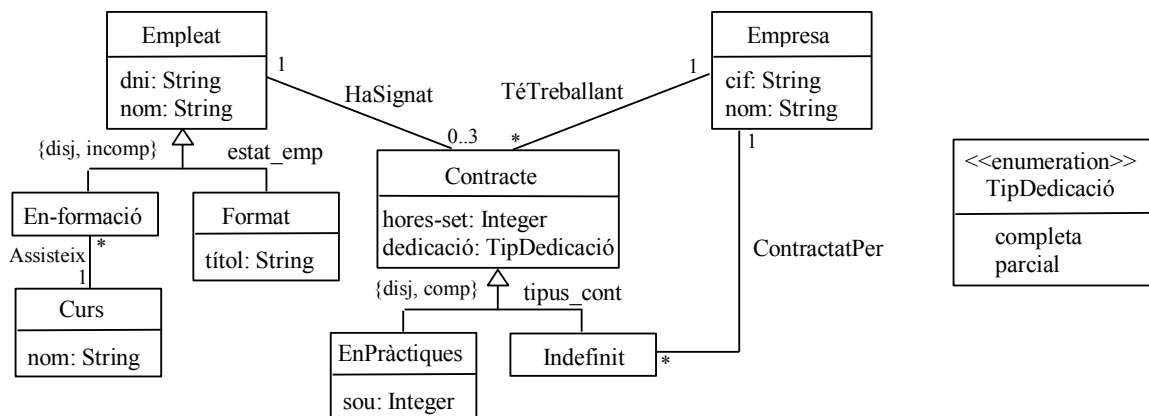 Empleat
dni: String
nom: String
1
HaSignat
0..3
TéTreballant
1
*
Empresa
cif: String
nom: String
1
{disj, incomp}
estat_emp
En-formació
*
Assisteix
1
Format
títol: String
Curs
nom: String
Contracte
hores-set: Integer
dedicació: TipDedicació
{disj, comp}
tipus_cont
EnPràctiques
sou: Integer
Indefinit
*
ContractatPer
<<enumeration>>
TipDedicació
completa
parcial